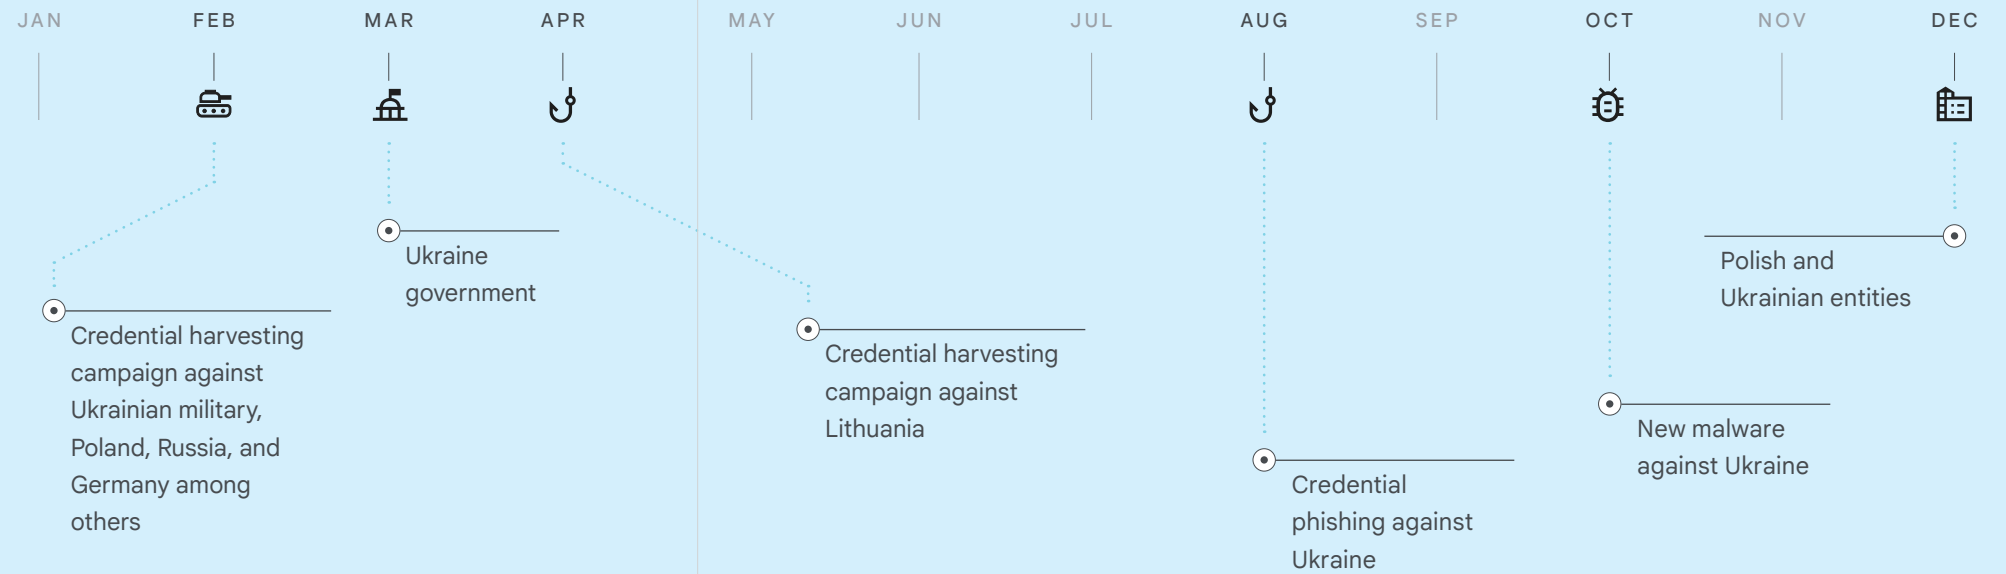 JAN FEB MAR APR MAY JUN JUL AUG SEP OCT NOV DEC
Credential harvesting
campaign against
Ukrainian military,
Poland, Russia, and
Germany among
others
Ukraine
government
Credential harvesting
campaign against
Lithuania
Credential
phishing against
Ukraine
New malware
against Ukraine
Polish and
Ukrainian entities